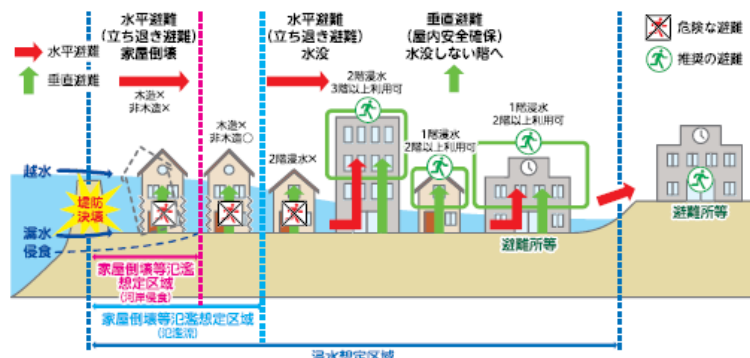 水平避難
垂直避難
水平避難
(立ち退き避難)
家屋倒壊
水平避難
(立ち退き避難)
水没
垂直避難
(屋内安全確保)
水没しない階へ
危険な避難
推奨の避難
木造×
非木造×
木造×
非木造○
2階浸水×
2階浸水
3階以上利用可
1階浸水
2階以上利用可
1階浸水
2階以上利用可
越水
堤防
決壊
漏水
侵食
避難所等
避難所等
家屋倒壊等氾濫
想定区域
(河岸侵食)
家屋倒壊等氾濫想定区域
(氾濫流)
浸水想定区域